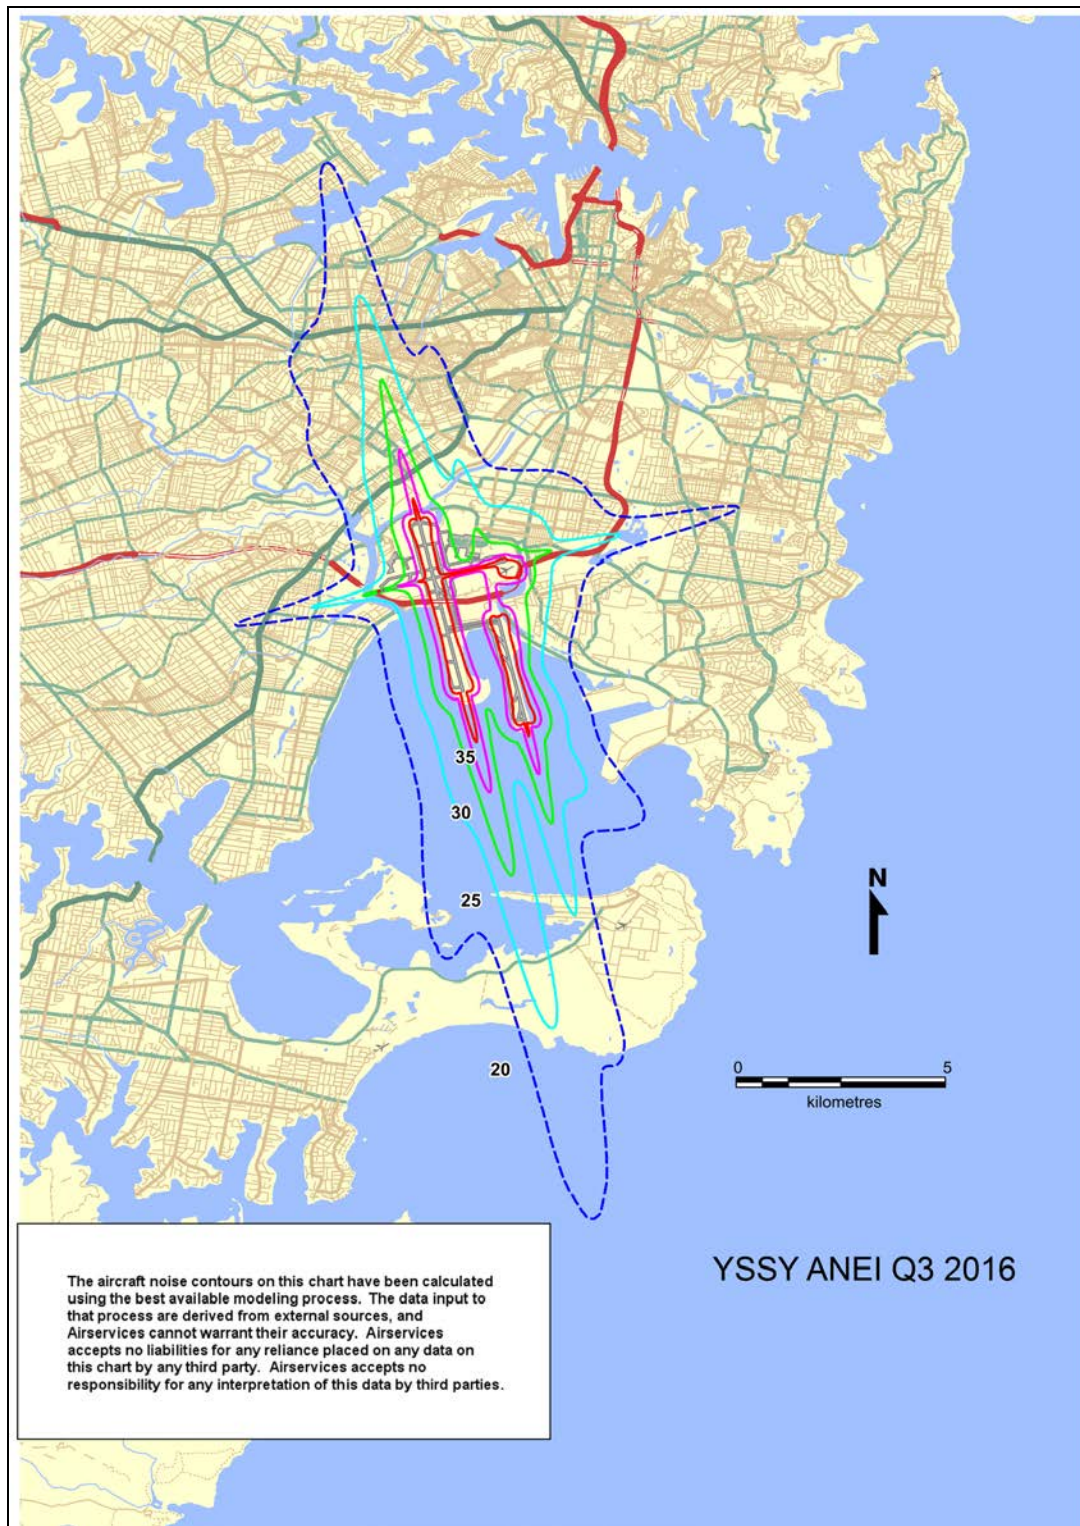 35
30
25
N
20
0 5
kilometres
YSSY ANEI Q3 2016
The aircraft noise contours on this chart have been calculated
using the best available modeling process. The data input to
that process are derived from external sources, and
Airservices cannot warrant their accuracy. Airservices
accepts no liabilities for any reliance placed on any data on
this chart by any third party. Airservices accepts no
responsibility for any interpretation of this data by third parties.